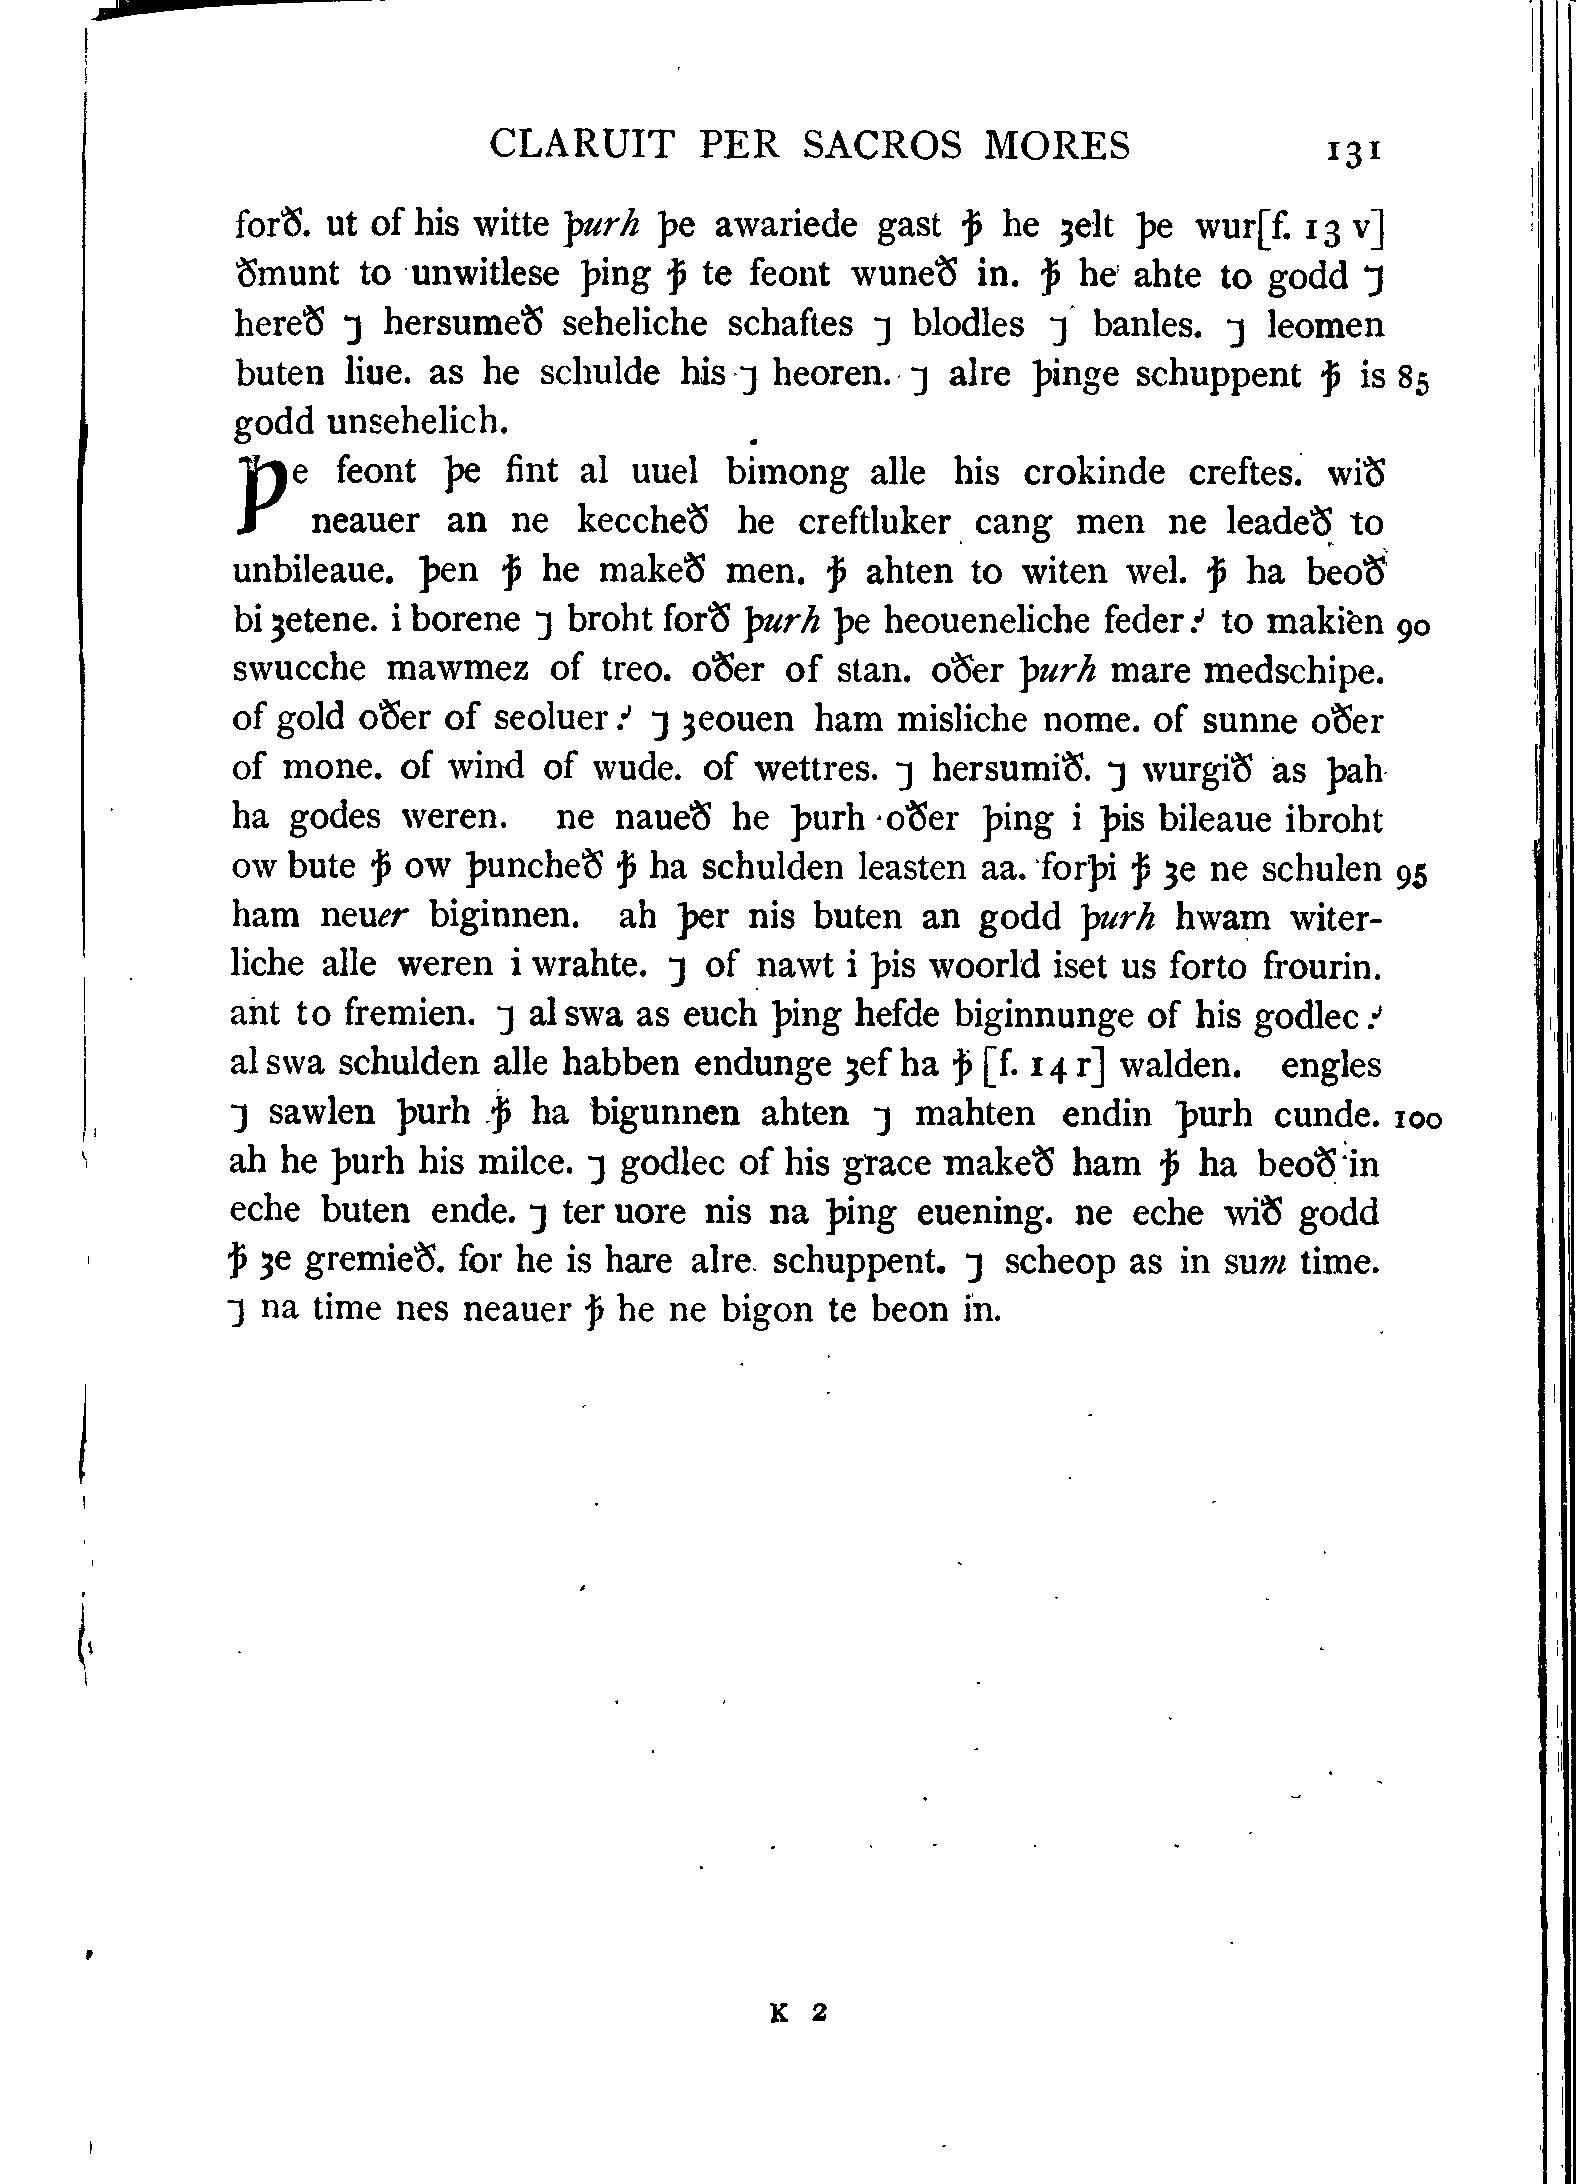 CLARUIT PER SACROS MORES 131
forð. ut of his witte þurh þe awariede gast ꝥ he ȝelt þe wur[f. 13 v]
ðmunt to unwitlese þing ꝥ te feont wuneð in. ꝥ he ahte to godd ⁊
hereð ⁊ hersumeð seheliche schaftes ⁊ blodles ⁊ banles. ⁊ leomen
buten liue. as he schulde his ⁊ heoren. ⁊ alre þinge schuppent ꝥ is 85
godd unsehelich.
Þe feont þe fint al uuel bimong alle his crokinde creftes. wið
neauer an ne keccheð he creftluker cang men ne leadeð to
unbileaue. þen ꝥ he makeð men. ꝥ ahten to witen wel. ꝥ ha beoð
bi ȝetene. i borene ⁊ broht forð þurh þe heoueneliche feder⹎ to makien 90
swucche mawmez of treo. oðer of stan. oðer þurh mare medschipe.
of gold oðer of seoluer⹎ ⁊ ȝeouen ham misliche nome. of sunne oðer
of mone. of wind of wude. of wettres. ⁊ hersumið. ⁊ wurgið as þah
ha godes weren. ne naueð he þurh oðer þing i þis bileaue ibroht
ow bute ꝥ ow þuncheð ꝥ ha schulden leasten aa. forþi ꝥ ȝe ne schulen 95
ham neuer biginnen. ah þer nis buten an godd þurh hwam witer-
liche alle weren i wrahte. ⁊ of nawt i þis woorld iset us forto frourin.
ant to fremien. ⁊ al swa as euch þing hefde biginnunge of his godlec⹎
al swa schulden alle habben endunge ȝef ha ꝥ [f. 14 r] walden. engles
⁊ sawlen þurh ꝥ ha bigunnen ahten ⁊ mahten endin þurh cunde. 100
ah he þurh his milce. ⁊ godlec of his grace makeð ham ꝥ ha beoð in
eche buten ende. ⁊ ter uore nis na þing euening. ne eche wið godd
ꝥ ȝe gremieð. for he is hare alre schuppent. ⁊ scheop as in sum time.
⁊ na time nes neauer ꝥ he ne bigon te beon in.
K 2